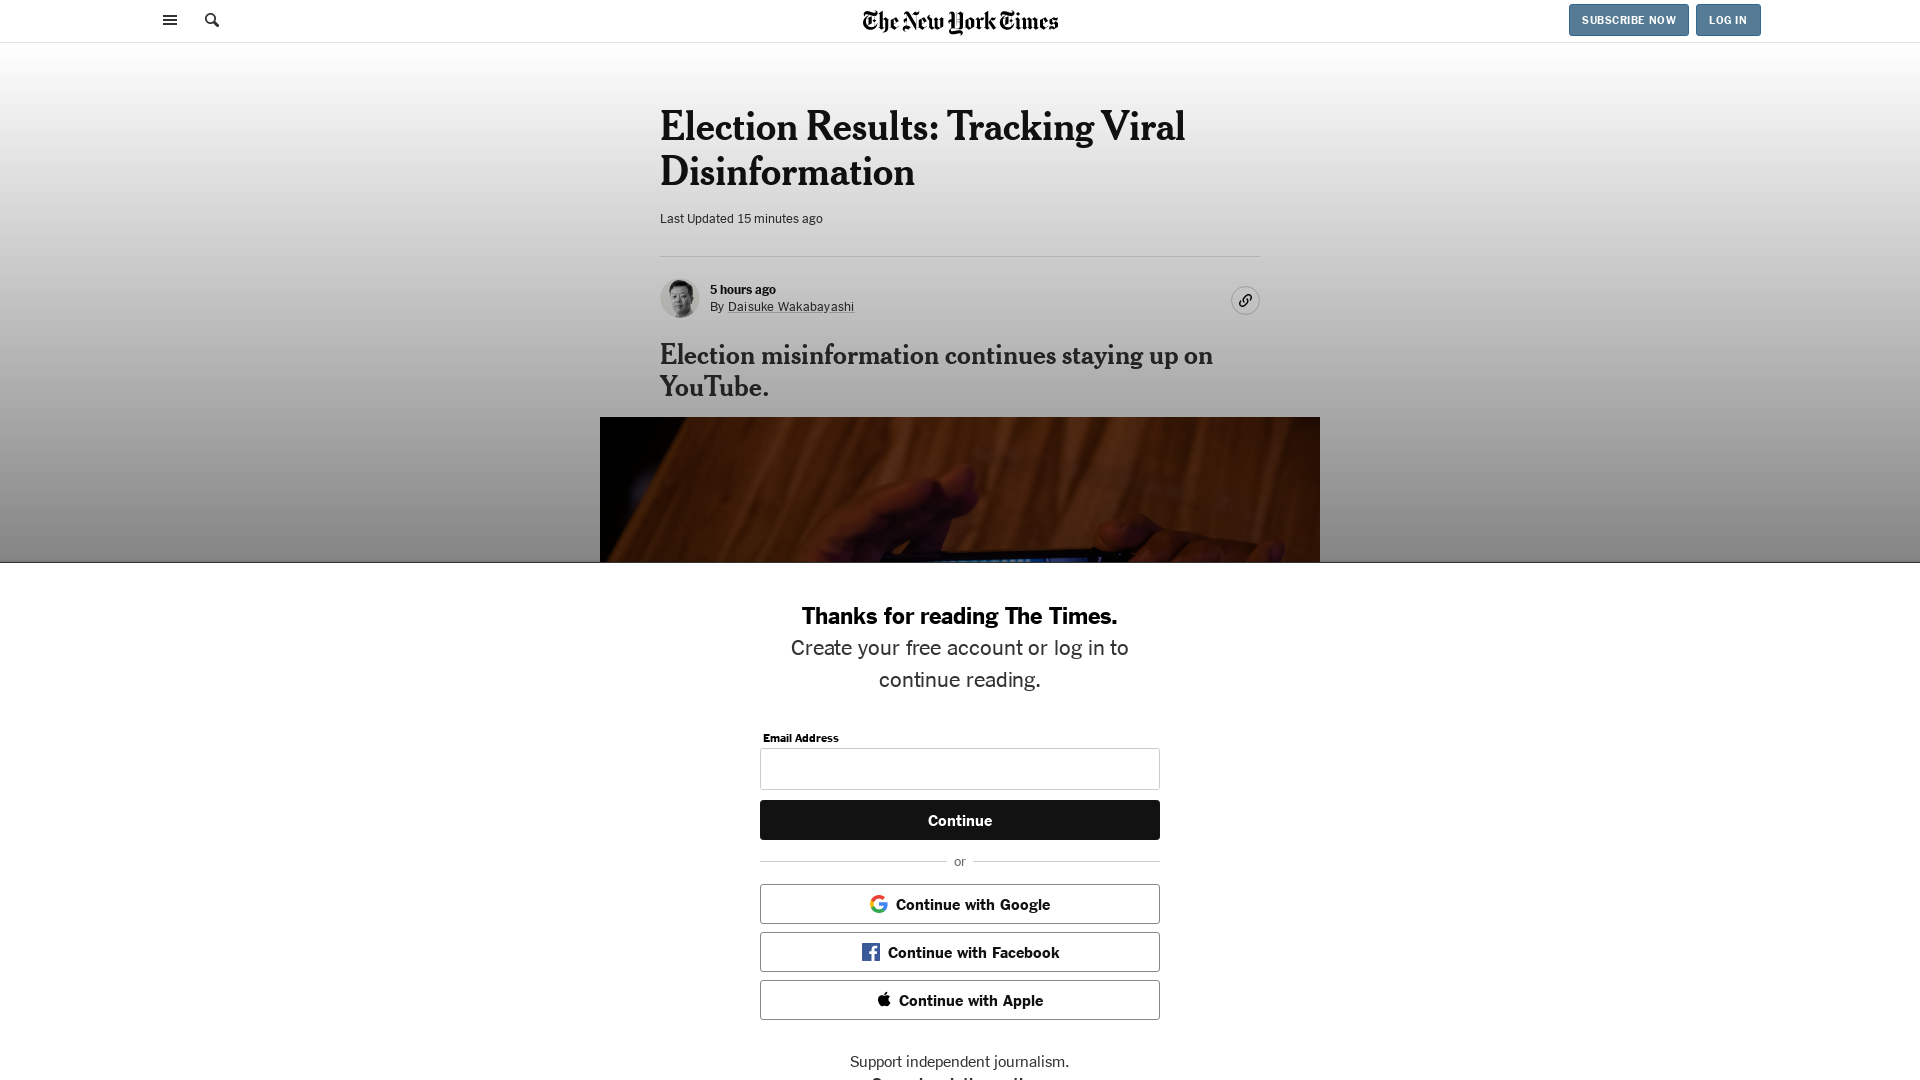 The New York Times
SUBSCRIBE NOW
LOG IN
Election Results: Tracking Viral
Disinformation
Last Updated 15 minutes ago
5 hours ago
By Daisuke Wakabayashi
Election misinformation continues staying up on
YouTube.
Thanks for reading The Times.
Create your free account or log in to
continue reading.
Email Address
Continue
or
Continue with Google
Continue with Facebook
Continue with Apple
Support independent journalism.